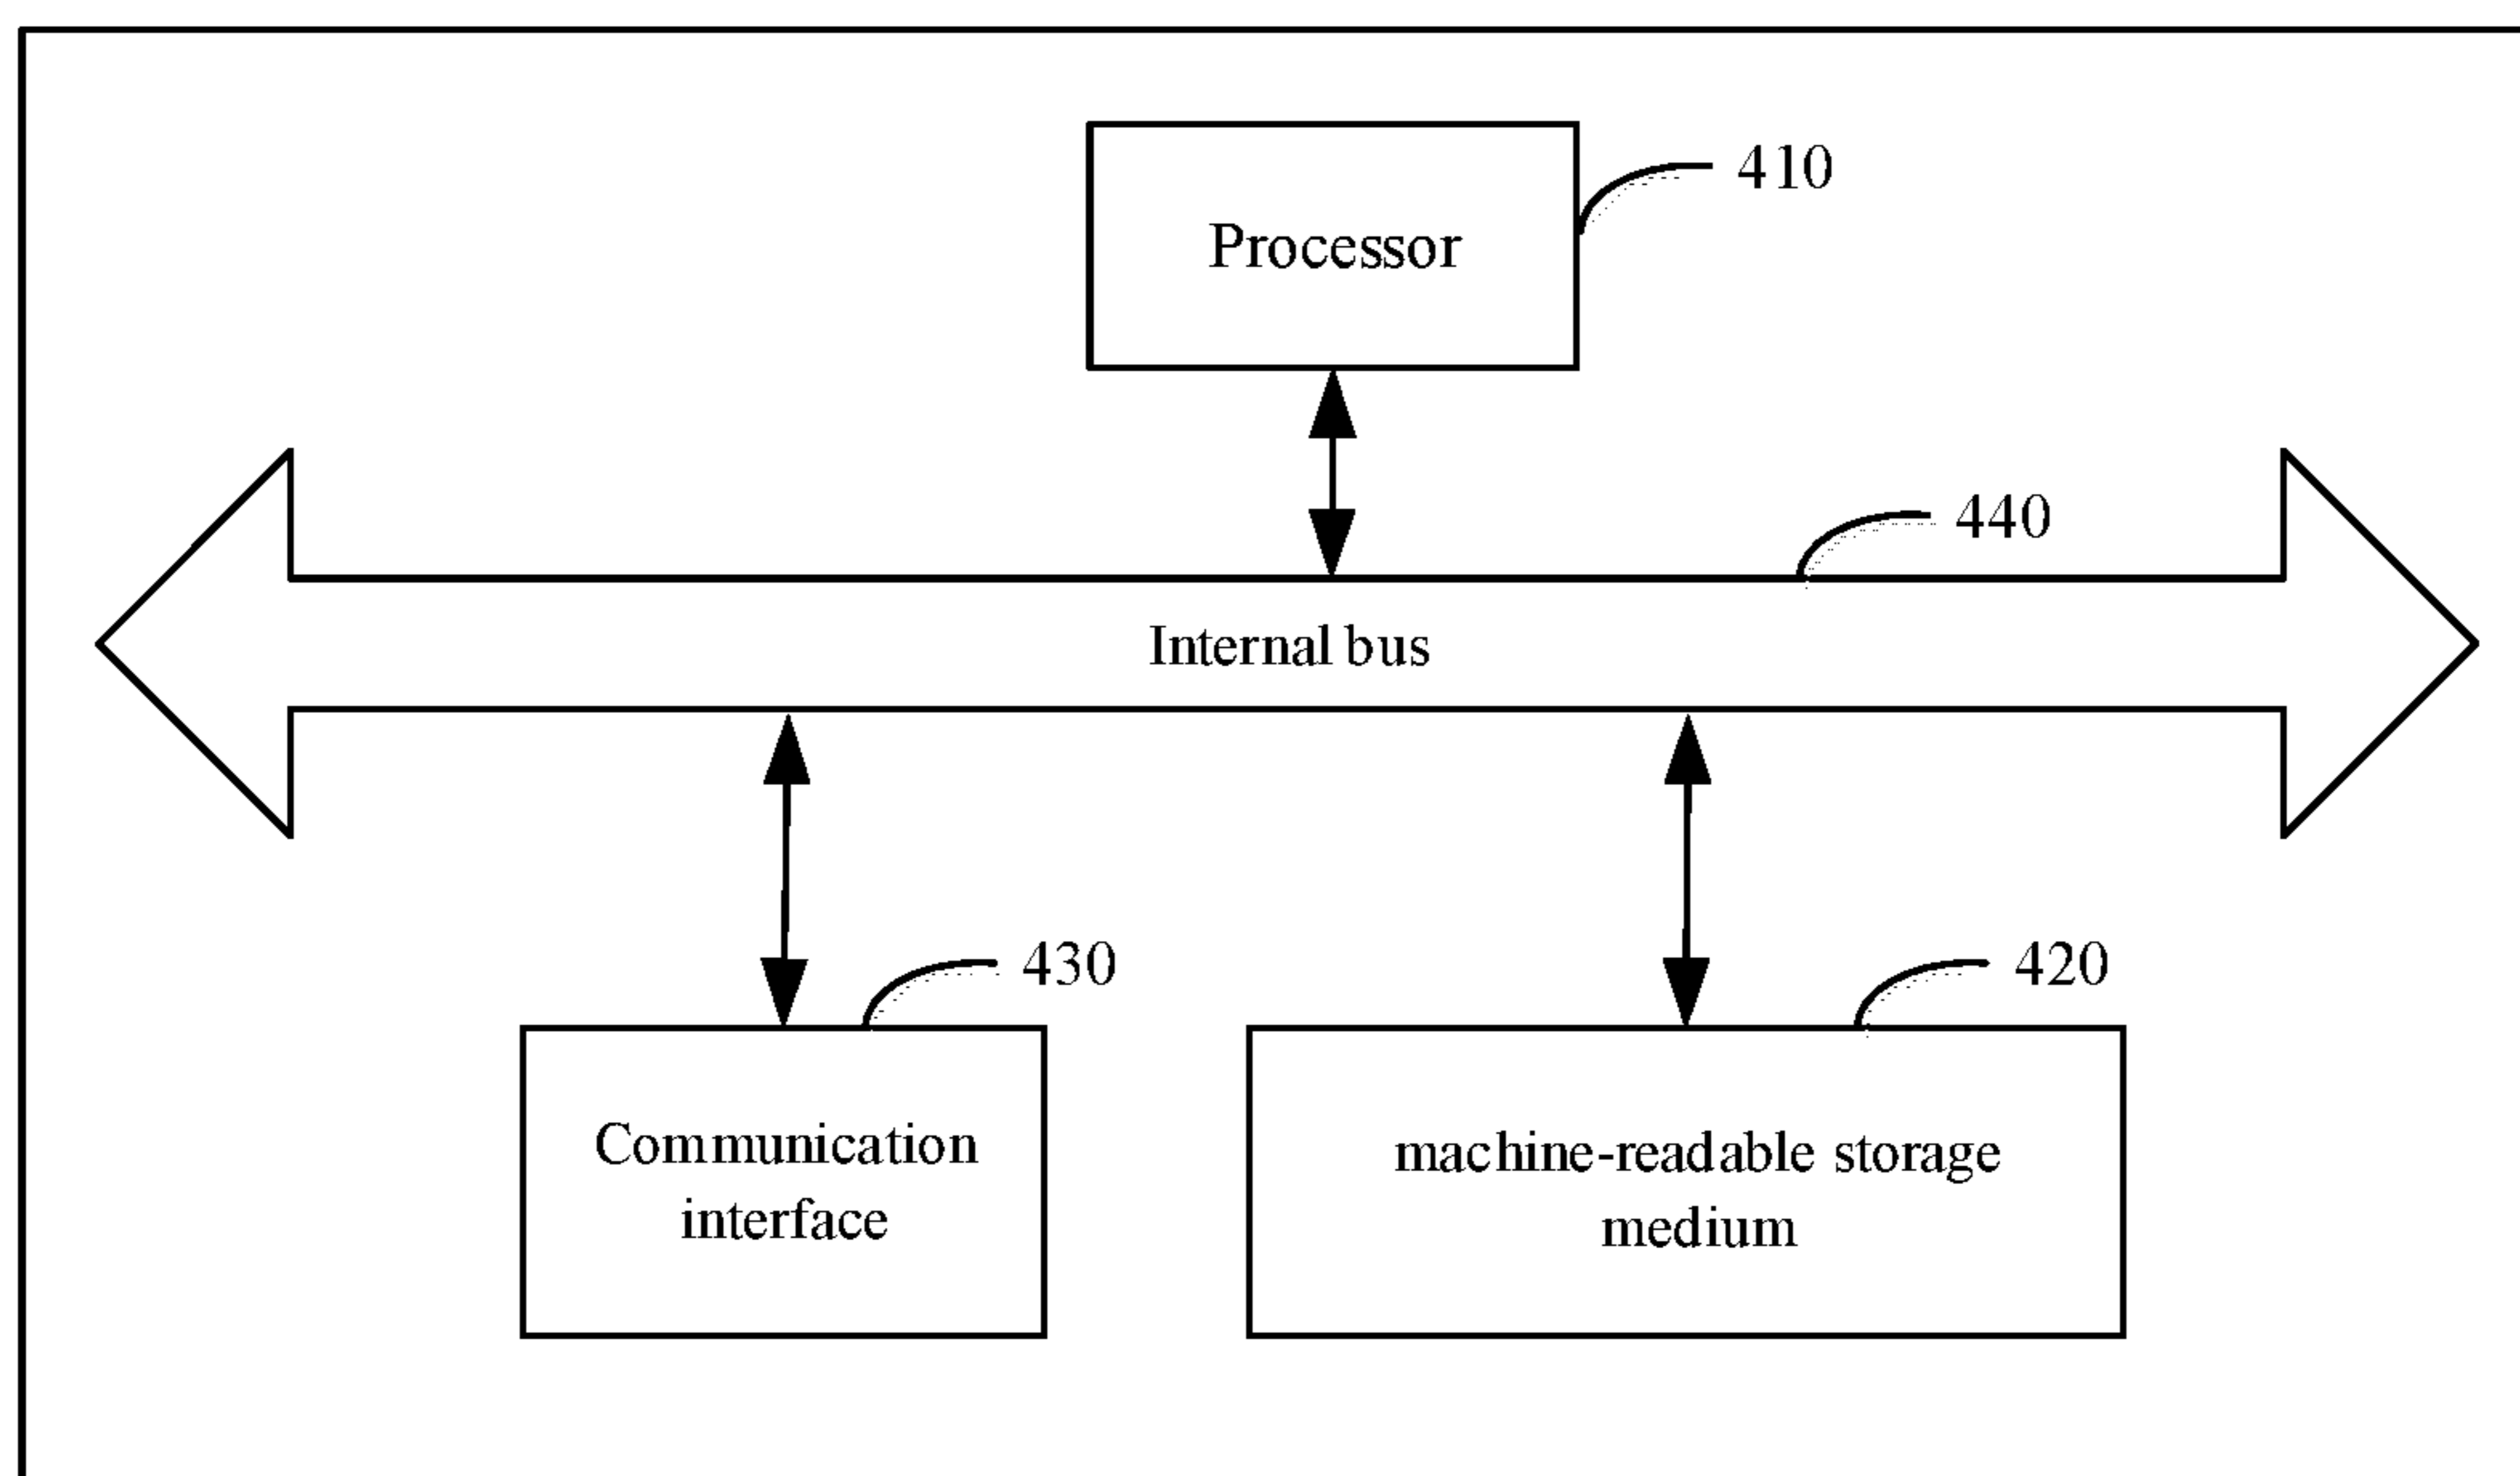 410
Processor
440
Internal bus
430
420
Communication
interface
machine-readable storage
medium